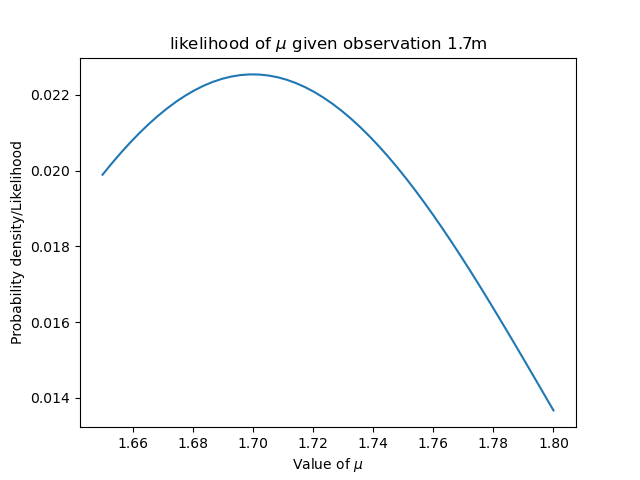 likelihood of μ given observation 1.7m
Probability density/Likelihood
0.022
0.020
0.018
0.016
0.014
1.66 1.68 1.70 1.72 1.74 1.76 1.78 1.80
Value of μ